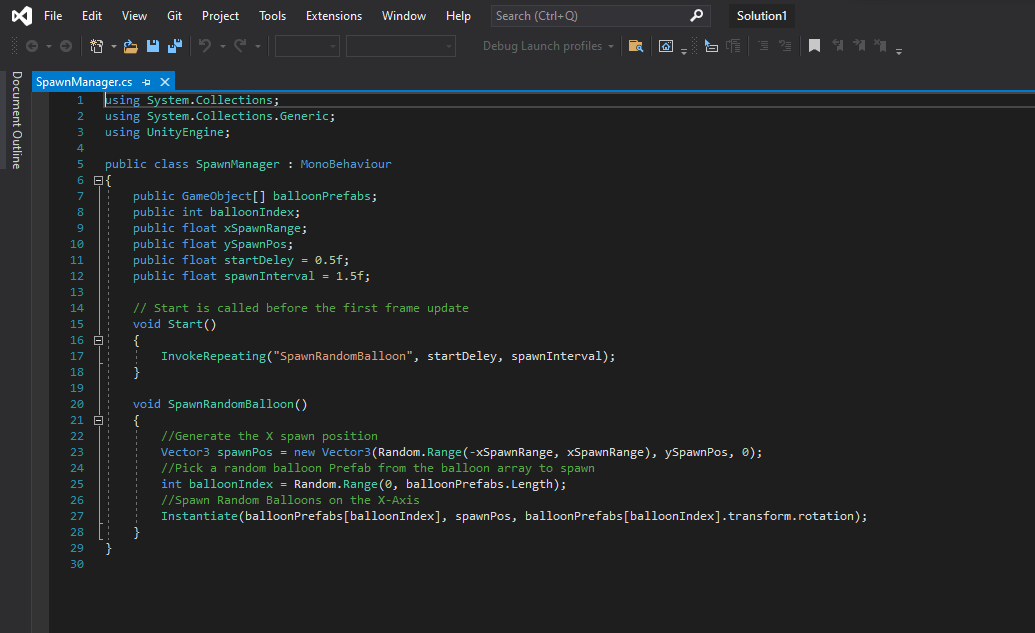 File Edit View Git Project Tools Extensions Window Help Search (Ctrl+Q) Solution1
Debug Launch profiles
Document Outline
SpawnManager.cs
1 using System.Collections;
2 using System.Collections.Generic;
3 using UnityEngine;
4
5 public class SpawnManager : MonoBehaviour
6 {
7 public GameObject[] balloonPrefabs;
8 public int balloonIndex;
9 public float xSpawnRange;
10 public float ySpawnPos;
11 public float startDeley = 0.5f;
12 public float spawnInterval = 1.5f;
13
14 // Start is called before the first frame update
15 void Start()
16 {
17 InvokeRepeating("SpawnRandomBalloon", startDeley, spawnInterval);
18 }
19
20 void SpawnRandomBalloon()
21 {
22 //Generate the X spawn position
23 Vector3 spawnPos = new Vector3(Random.Range(-xSpawnRange, xSpawnRange), ySpawnPos, 0);
24 //Pick a random balloon Prefab from the balloon array to spawn
25 int balloonIndex = Random.Range(0, balloonPrefabs.Length);
26 //Spawn Random Balloons on the X-Axis
27 Instantiate(balloonPrefabs[balloonIndex], spawnPos, balloonPrefabs[balloonIndex].transform.rotation);
28 }
29 }
30